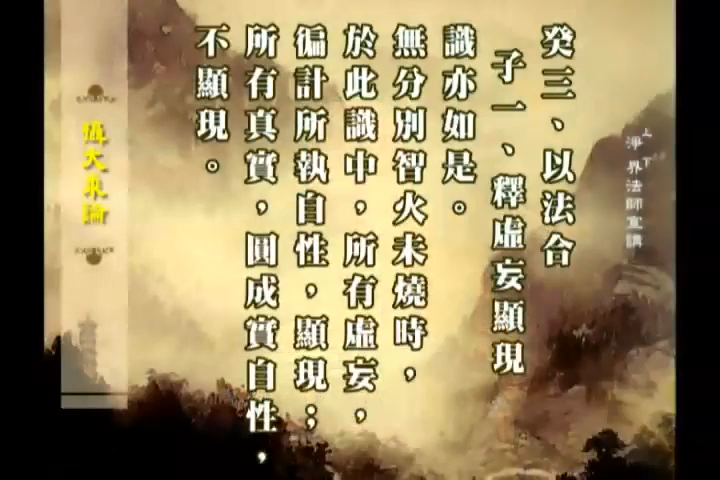 癸三、以法合
子一、釋虛妄顯現
識亦如是。
無分別智火未燒時，
於此識中，所有虛妄，
徧計所執自性，顯現；
所有真實，圓成實自性，
不顯現。
上下淨界法師宣講
攝大乘論